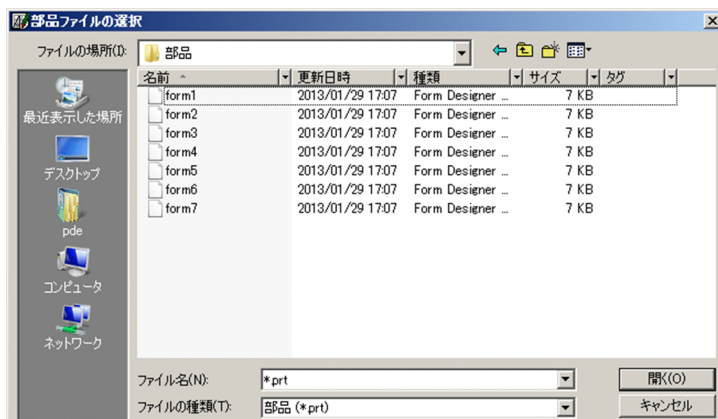 部品ファイルの選択
ファイルの場所(I): 部品
名前 更新日時 種類 サイズ タグ
form1 2013/01/29 17:07 Form Designer ... 7 KB
form2 2013/01/29 17:07 Form Designer ... 7 KB
form3 2013/01/29 17:07 Form Designer ... 7 KB
form4 2013/01/29 17:07 Form Designer ... 7 KB
form5 2013/01/29 17:07 Form Designer ... 7 KB
form6 2013/01/29 17:07 Form Designer ... 7 KB
form7 2013/01/29 17:07 Form Designer ... 7 KB
最近表示した場所
デスクトップ
pde
コンピュータ
ネットワーク
ファイル名(N): *.prt 開く(O)
ファイルの種類(T): 部品 (*.prt) キャンセル